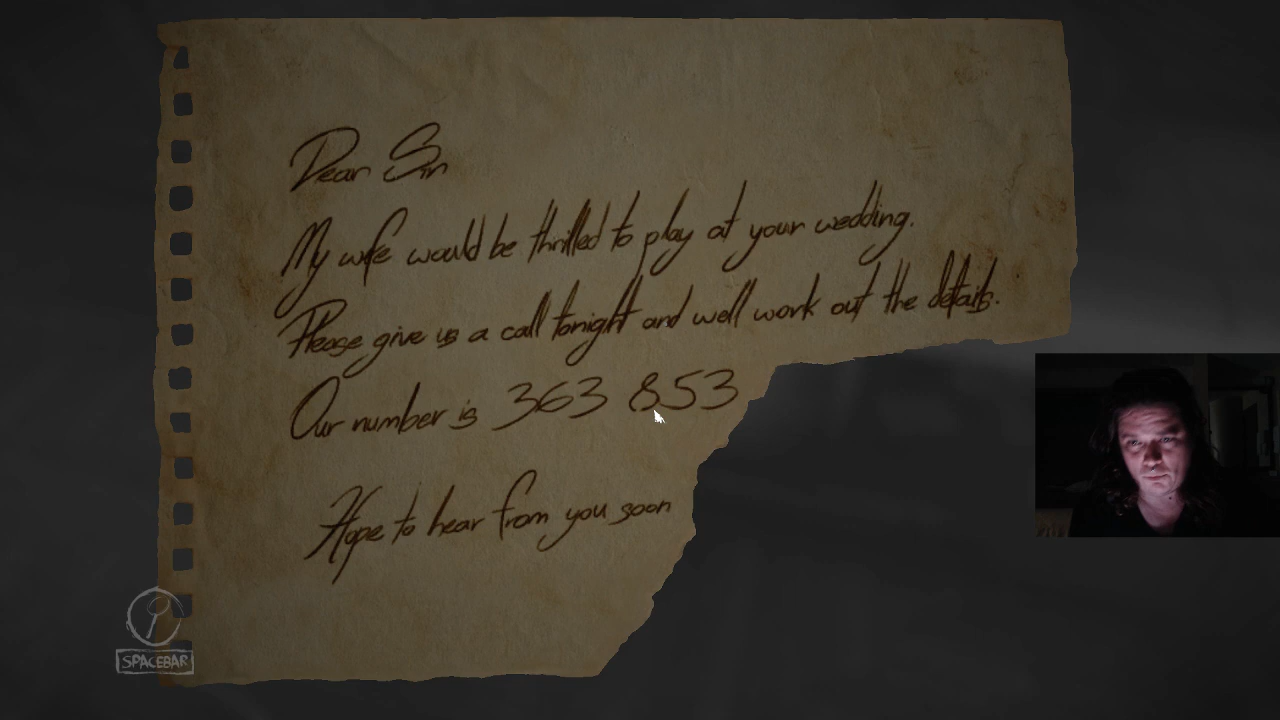 Dear Sir
My wife would be thrilled to play at your wedding.
Please give us a call tonight and well work out the details.
Our number is 363 853
Hope to hear from you soon
SPACEBAR